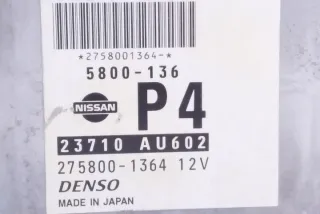 *2758001364-*
5800-136
NISSAN
P4
23710 AU602
275800-1364 12V
DENSO
MADE IN JAPAN